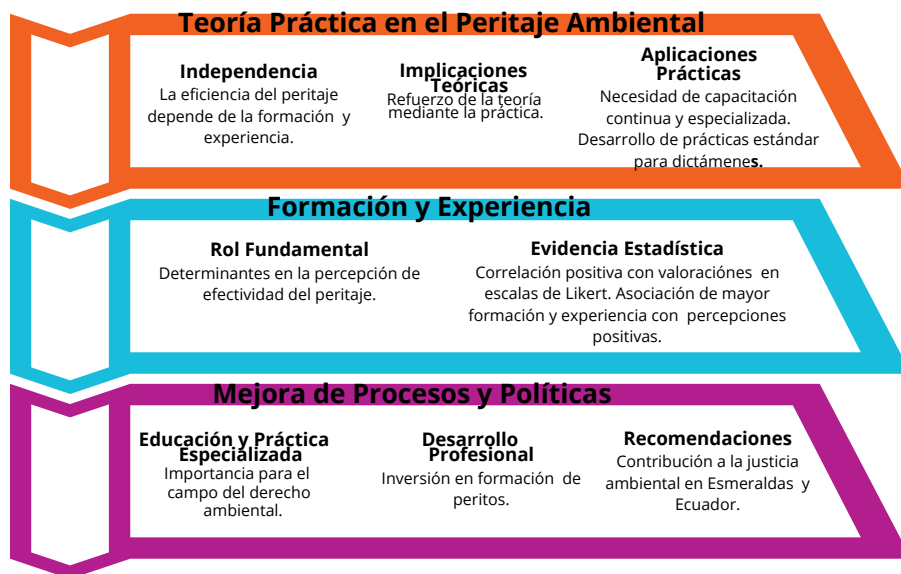 Teoría Práctica en el Peritaje Ambiental
Independencia
La eficiencia del peritaje
depende de la formación y
experiencia.
Implicaciones
Teóricas
Refuerzo de la teoría
mediante la práctica.
Aplicaciones
Prácticas
Necesidad de capacitación
continua y especializada.
Desarrollo de prácticas estándar
para dictámenes.
Formación y Experiencia
Rol Fundamental
Determinantes en la percepción de
efectividad del peritaje.
Evidencia Estadística
Correlación positiva con valoraciónes en
escalas de Likert. Asociación de mayor
formación y experiencia con percepciones
positivas.
Mejora de Procesos y Políticas
Educación y Práctica
Especializada
Importancia para el
campo del derecho
ambiental.
Desarrollo
Profesional
Inversión en formación de
peritos.
Recomendaciones
Contribución a la justicia
ambiental en Esmeraldas y
Ecuador.